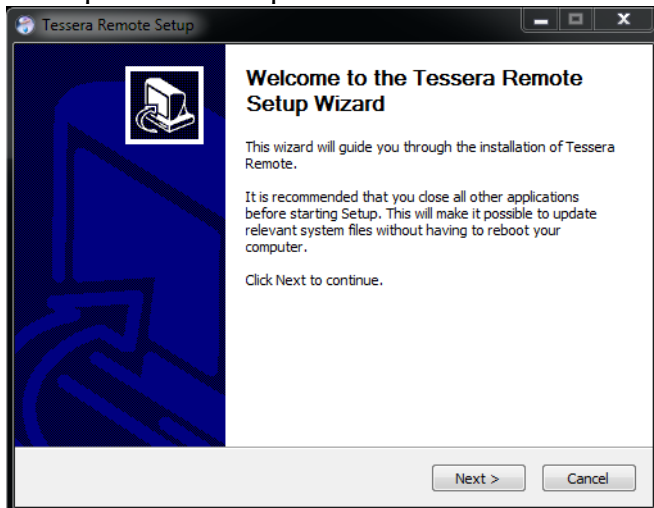 Tessera Remote Setup
Welcome to the Tessera Remote
Setup Wizard
This wizard will guide you through the installation of Tessera
Remote.
It is recommended that you close all other applications
before starting Setup. This will make it possible to update
relevant system files without having to reboot your
computer.
Click Next to continue.
Next >
Cancel